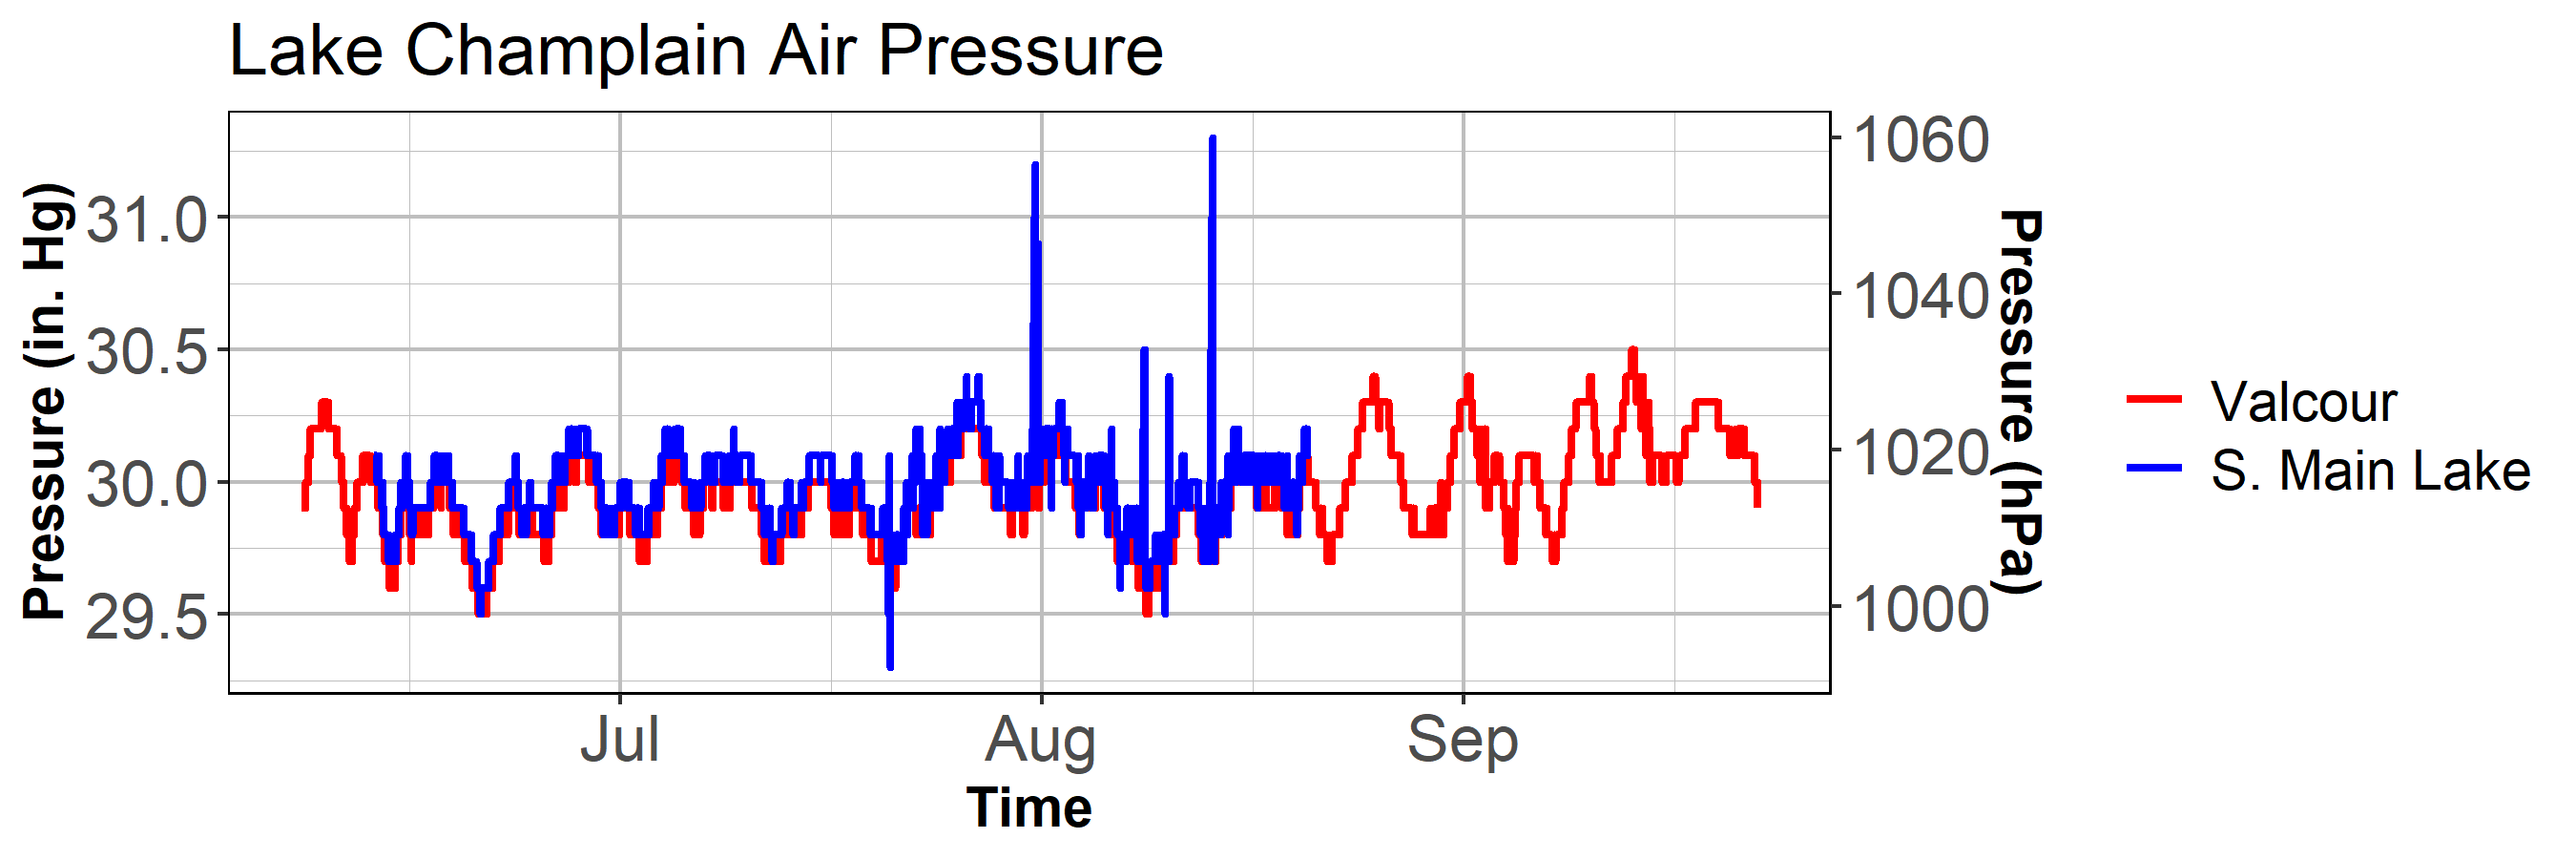 Lake Champlain Air Pressure
Pressure (in. Hg)
31.0
30.5
30.0
29.5
1060
1040
1020
1000
Pressure (hPa)
Jul
Aug
Sep
Time
Valcour
S. Main Lake